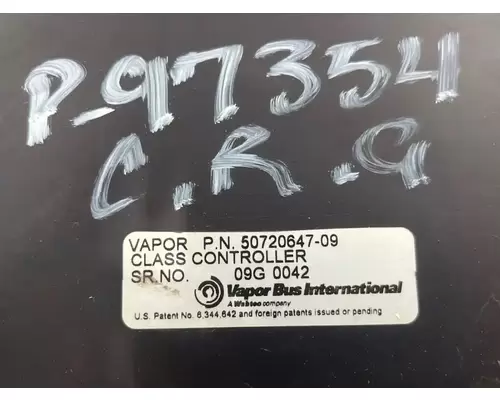 P-97354
C.R.G
VAPOR P.N. 50720647-09
CLASS CONTROLLER
SR.NO. 09G 0042
Vapor Bus International
A Wabtec company
U.S. Patent No. 6,344,642 and foreign patents issued or pending